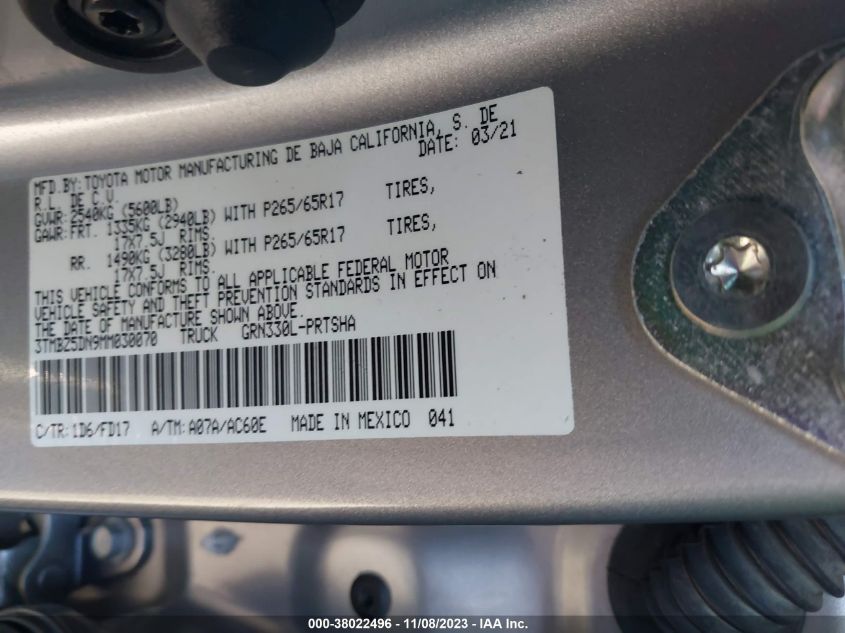 MFD.BY:TOYOTA MOTOR MANUFACTURING DE BAJA CALIFORNIA, S. DE
R.L. DE C.V. DATE: 03/21
GVWR:2540KG (5600LB)
GAWR:FRT. 1335KG (2940LB) WITH P265/65R17 TIRES,
17X7.5J RIMS.
RR. 1490KG (3280LB) WITH P265/65R17 TIRES,
17X7.5J RIMS.
THIS VEHICLE CONFORMS TO ALL APPLICABLE FEDERAL MOTOR
VEHICLE SAFETY AND THEFT PREVENTION STANDARDS IN EFFECT ON
THE DATE OF MANUFACTURE SHOWN ABOVE.
3TMBZ5DN9MM030070 TRUCK GRN330L-PRTSHA
C/TR:1D6/FD17 A/TM:A07A/AC60E MADE IN MEXICO 041
000-38022496 - 11/08/2023 - IAA Inc.